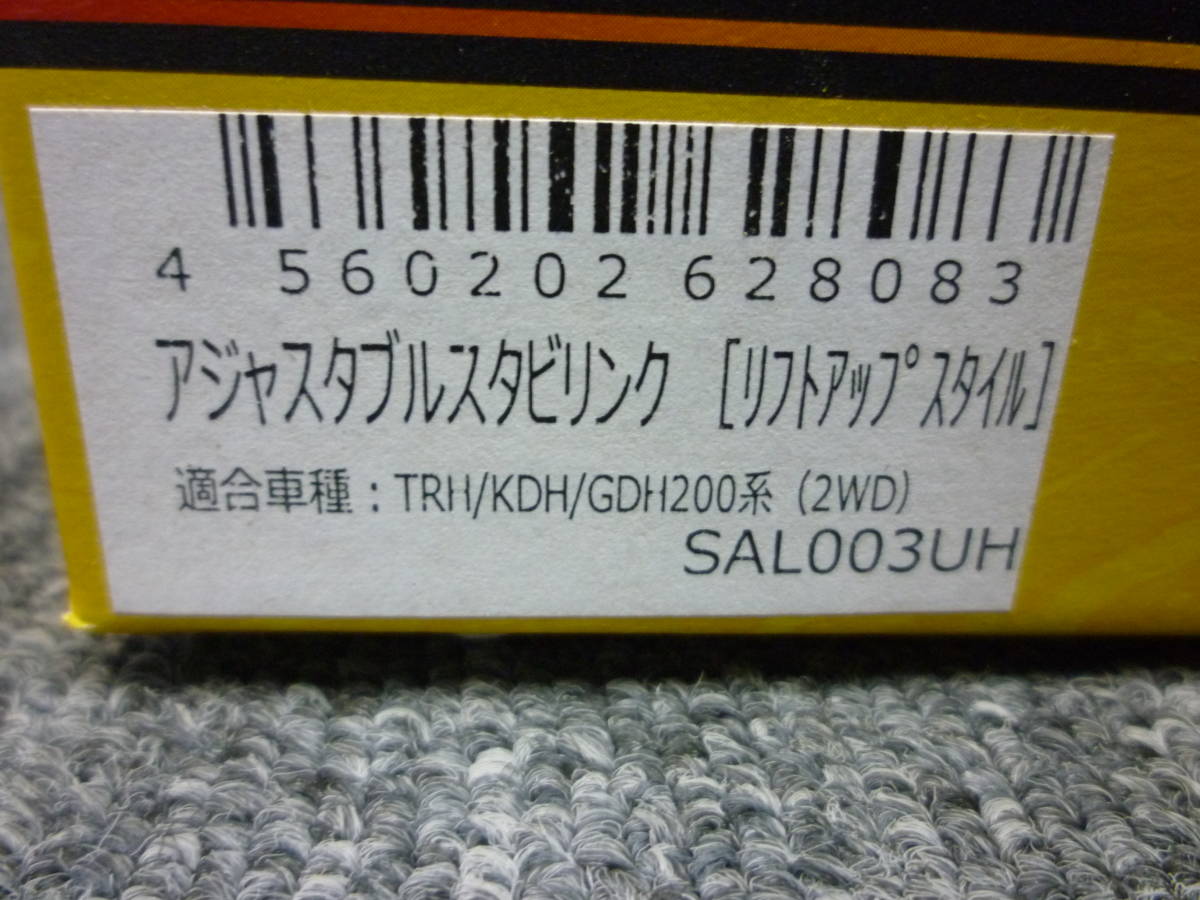 4 560202 628083
アジャスタブルスタビリンク [リフトアップスタイル]
適合車種：TRH/KDH/GDH200系 (2WD)
SAL003UH